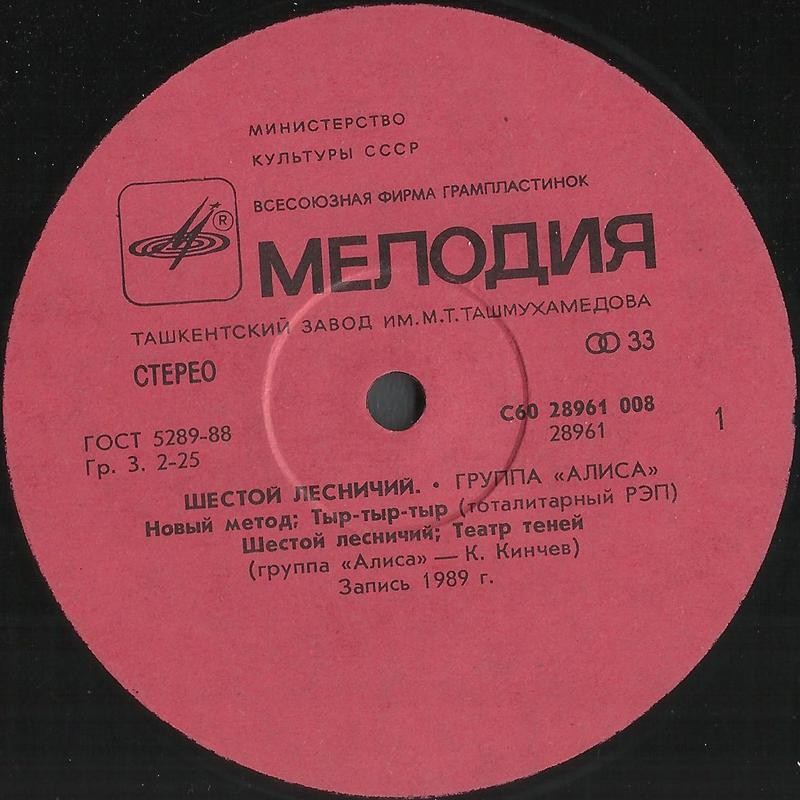 МИНИСТЕРСТВО
КУЛЬТУРЫ СССР
ВСЕСОЮЗНАЯ ФИРМА ГРАМПЛАСТИНОК
®
МЕЛОДИЯ
ТАШКЕНТСКИЙ ЗАВОД ИМ.М.Т.ТАШМУХАМЕДОВА
СТЕРЕО
33
ГОСТ 5289-88
Гр. 3. 2-25
С60 28961 008
28961
1
ШЕСТОЙ ЛЕСНИЧИЙ. • ГРУППА «АЛИСА»
Новый метод; Тыр-тыр-тыр (тоталитарный РЭП)
Шестой лесничий; Театр теней
(группа «Алиса» — К. Кинчев)
Запись 1989 г.